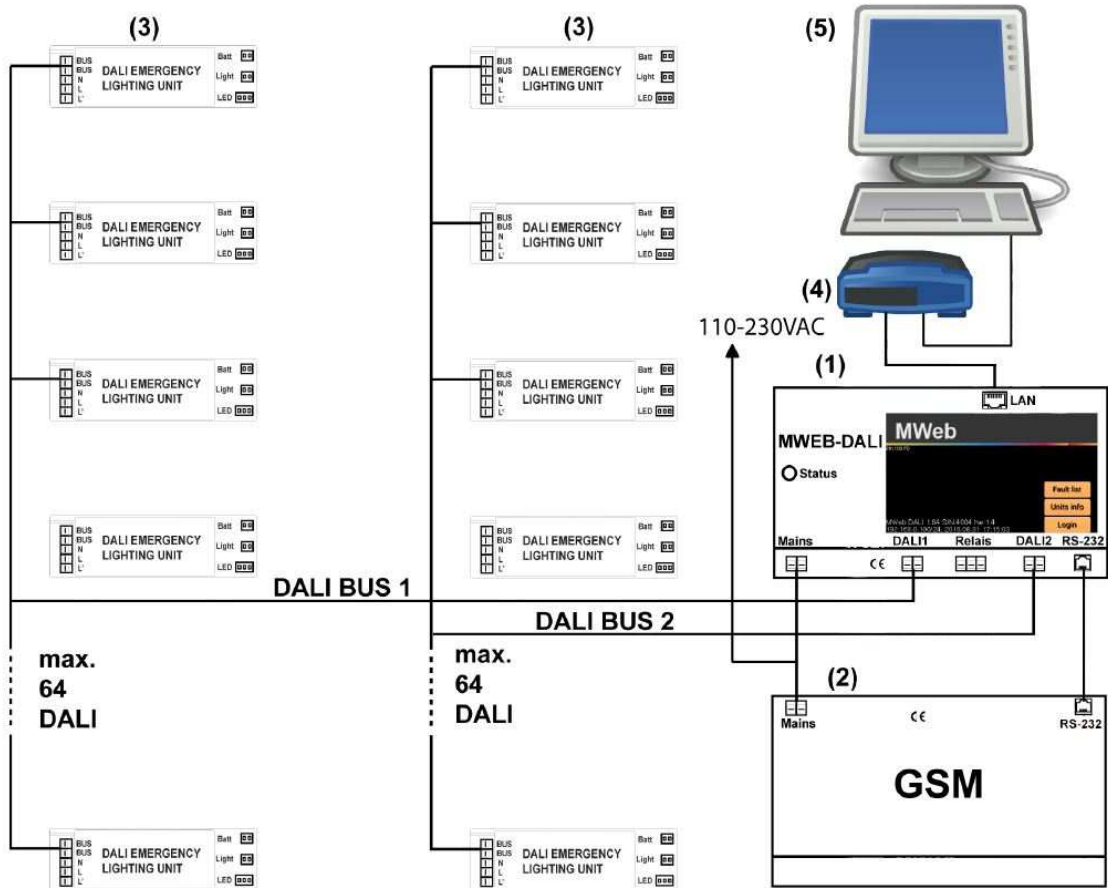 (3)
(3)
(5)
BUS
BUS
N
L
L'
DALI EMERGENCY
LIGHTING UNIT
Batt
Light
LED
BUS
BUS
N
L
L'
DALI EMERGENCY
LIGHTING UNIT
Batt
Light
LED
BUS
BUS
N
L
L'
DALI EMERGENCY
LIGHTING UNIT
Batt
Light
LED
BUS
BUS
N
L
L'
DALI EMERGENCY
LIGHTING UNIT
Batt
Light
LED
(4)
110-230VAC
BUS
BUS
N
L
L'
DALI EMERGENCY
LIGHTING UNIT
Batt
Light
LED
BUS
BUS
N
L
L'
DALI EMERGENCY
LIGHTING UNIT
Batt
Light
LED
(1)
LAN
MWEB-DALI
MWeb
Status
Fault list
Units info
Login
Mains
DALI1
Relais
DALI2
RS-232
CE
BUS
BUS
N
L
L'
DALI EMERGENCY
LIGHTING UNIT
Batt
Light
LED
BUS
BUS
N
L
L'
DALI EMERGENCY
LIGHTING UNIT
Batt
Light
LED
DALI BUS 1
DALI BUS 2
max.
64
DALI
max.
64
DALI
(2)
Mains
CE
RS-232
GSM
BUS
BUS
N
L
L'
DALI EMERGENCY
LIGHTING UNIT
Batt
Light
LED
BUS
BUS
N
L
L'
DALI EMERGENCY
LIGHTING UNIT
Batt
Light
LED